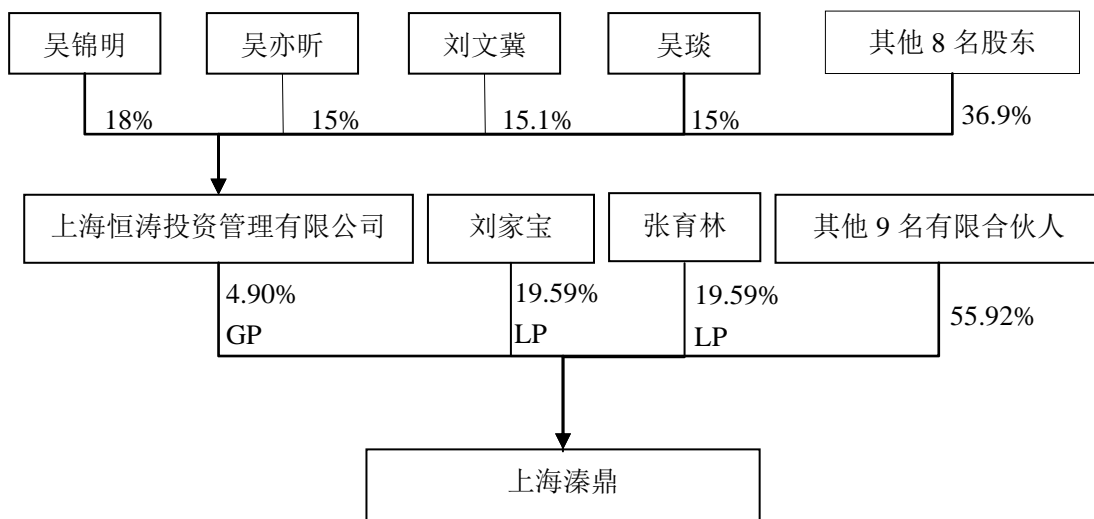 吴锦明
吴亦昕
刘文冀
吴琰
其他 8 名股东
18%
15%
15.1%
15%
36.9%
上海恒涛投资管理有限公司
刘家宝
张育林
其他 9 名有限合伙人
4.90%
GP
19.59%
LP
19.59%
LP
55.92%
上海溱鼎